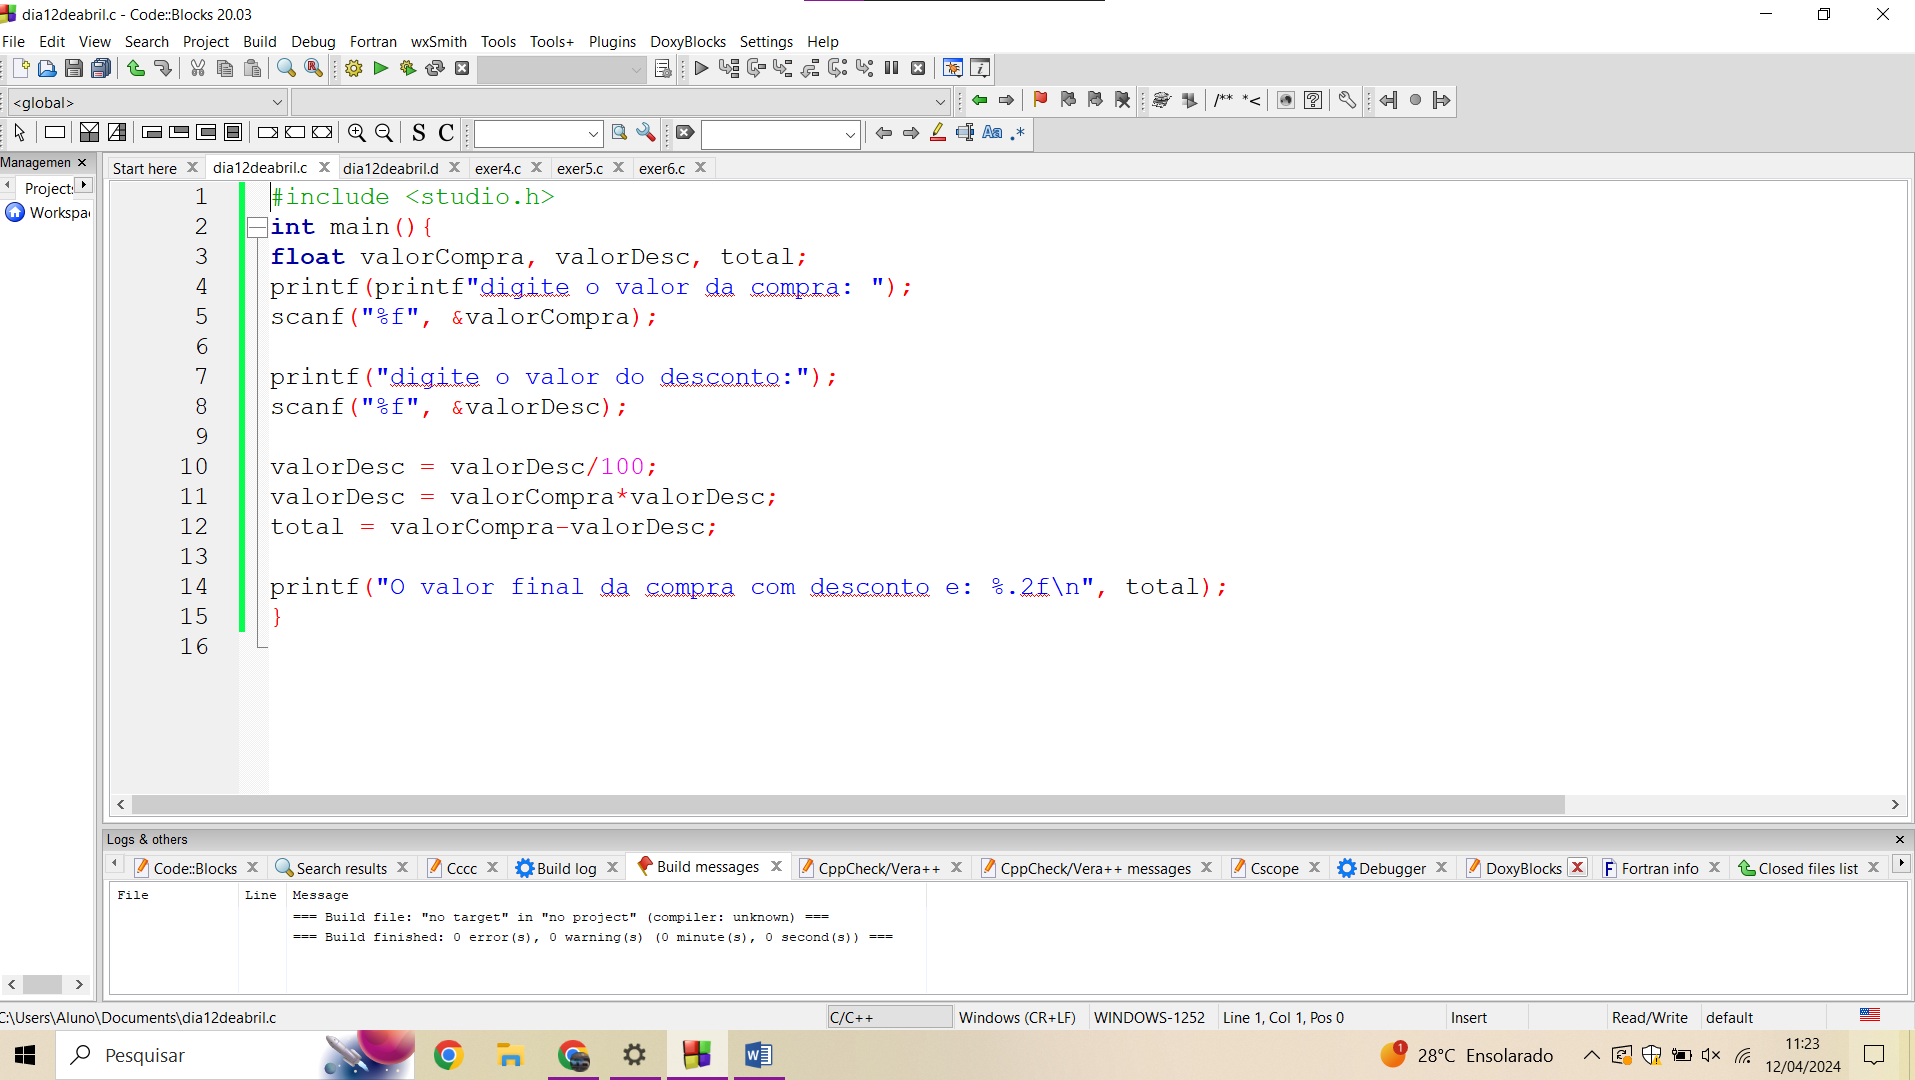 dia12deabril.c - Code::Blocks 20.03
File Edit View Search Project Build Debug Fortran wxSmith Tools Tools+ Plugins DoxyBlocks Settings Help
<global>
/** *<
S C
Aa .*
Managemen
Start here dia12deabril.c dia12deabril.d exer4.c exer5.c exer6.c
Projects
Workspa
1 #include <studio.h>
2 int main(){
3 float valorCompra, valorDesc, total;
4 printf(printf"digite o valor da compra: ");
5 scanf("%f", &valorCompra);
6
7 printf("digite o valor do desconto:");
8 scanf("%f", &valorDesc);
9
10 valorDesc = valorDesc/100;
11 valorDesc = valorCompra*valorDesc;
12 total = valorCompra-valorDesc;
13
14 printf("O valor final da compra com desconto e: %.2f\n", total);
15 }
16
Logs & others
Code::Blocks Search results Cccc Build log Build messages CppCheck/Vera++ CppCheck/Vera++ messages Cscope Debugger DoxyBlocks Fortran info Closed files list
File Line Message
=== Build file: "no target" in "no project" (compiler: unknown) ===
=== Build finished: 0 error(s), 0 warning(s) (0 minute(s), 0 second(s)) ===
C:\Users\Aluno\Documents\dia12deabril.c C/C++ Windows (CR+LF) WINDOWS-1252 Line 1, Col 1, Pos 0 Insert Read/Write default
Pesquisar
1 28°C Ensolarado
11:23
12/04/2024